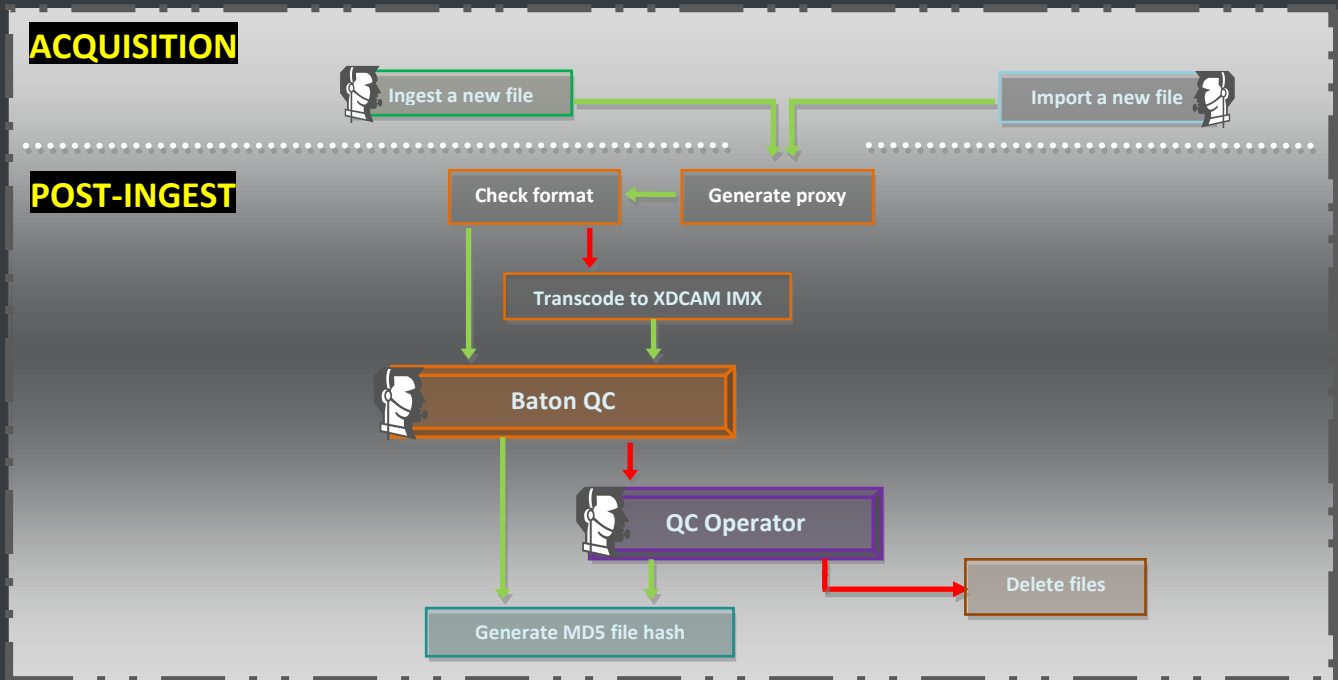 ACQUISITION
Ingest a new file
Import a new file
POST-INGEST
Check format
Generate proxy
Transcode to XDCAM IMX
Baton QC
QC Operator
Delete files
Generate MD5 file hash